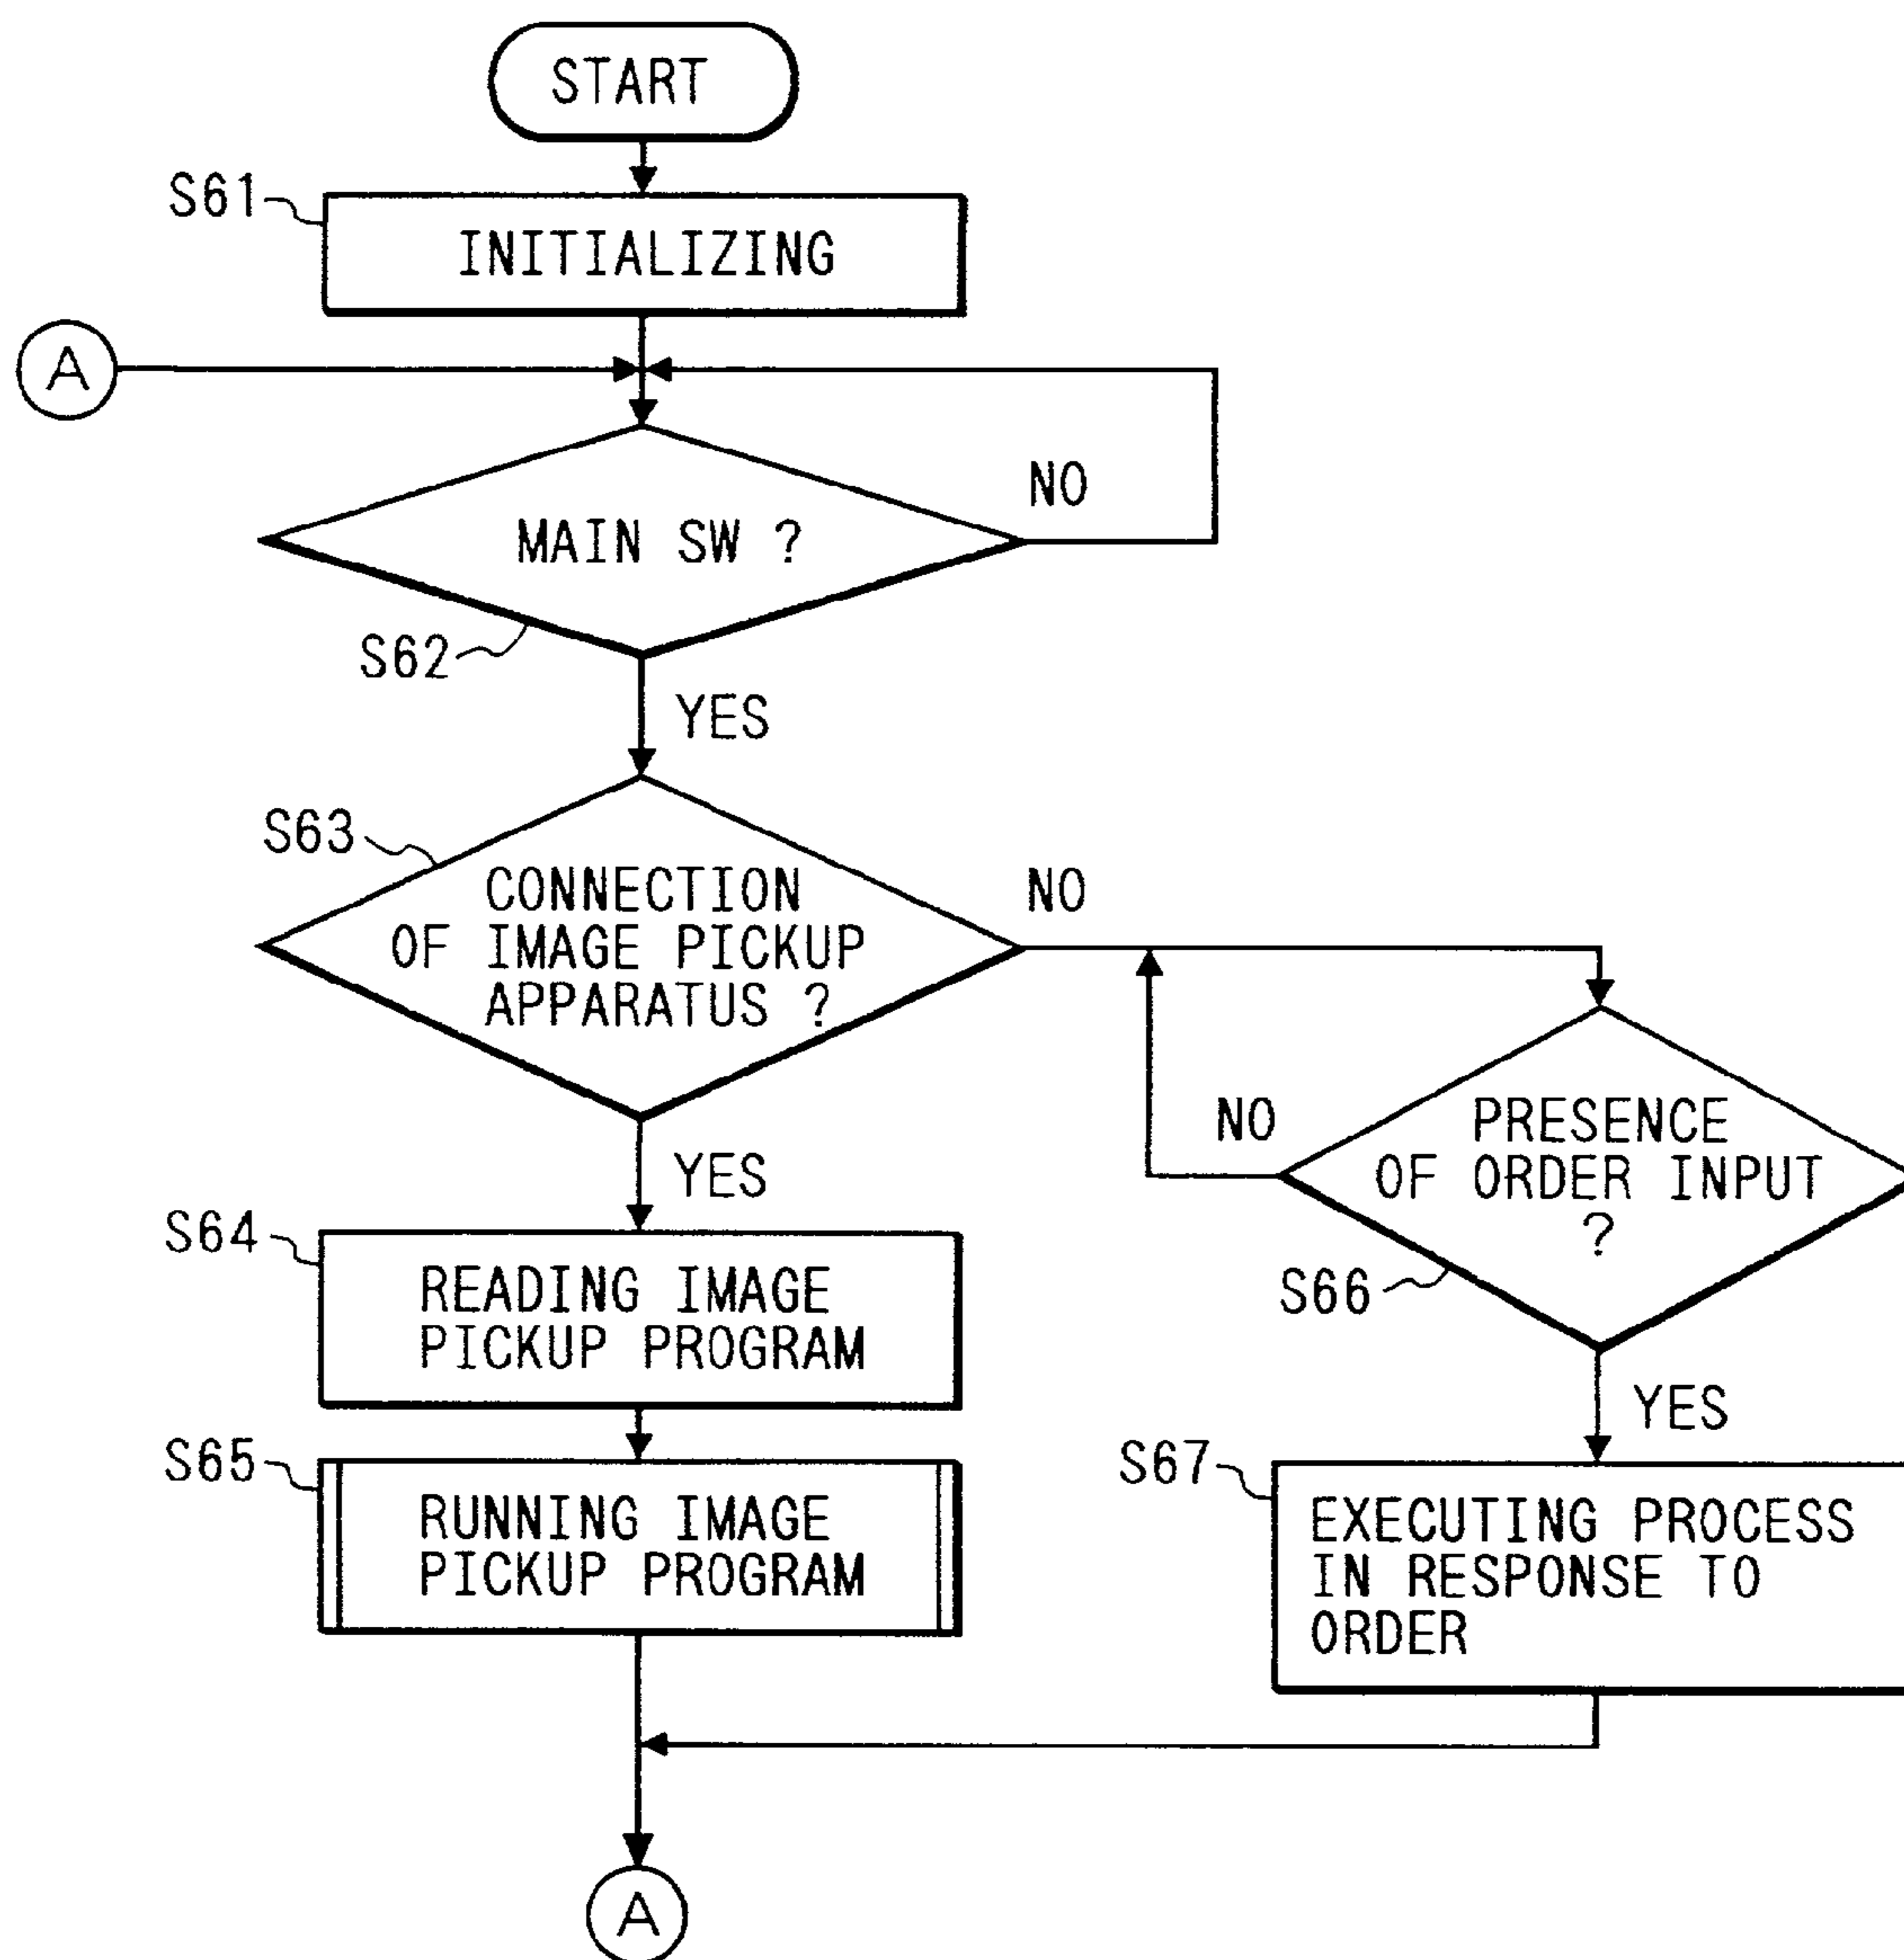 START
S61
INITIALIZING
A
NO
MAIN SW ?
S62
YES
S63
CONNECTION
OF IMAGE PICKUP
APPARATUS ?
NO
NO
PRESENCE
OF ORDER INPUT
?
S66
YES
S64
READING IMAGE
PICKUP PROGRAM
YES
S65
RUNNING IMAGE
PICKUP PROGRAM
S67
EXECUTING PROCESS
IN RESPONSE TO
ORDER
A